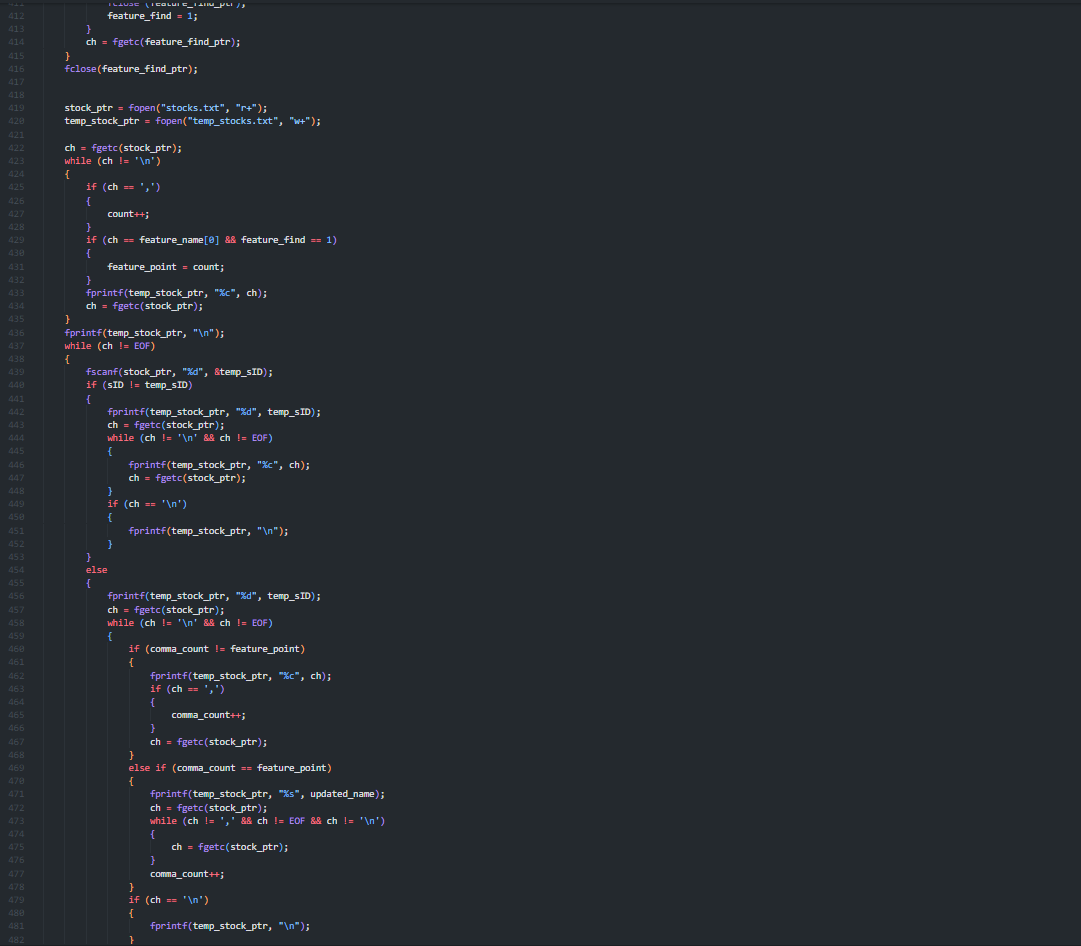 412 feature_find = 1;
413 }
414 ch = fgetc(feature_find_ptr);
415 }
416 fclose(feature_find_ptr);
417
418
419 stock_ptr = fopen("stocks.txt", "r+");
420 temp_stock_ptr = fopen("temp_stocks.txt", "w+");
421
422 ch = fgetc(stock_ptr);
423 while (ch != '\n')
424 {
425 if (ch == ',')
426 {
427 count++;
428 }
429 if (ch == feature_name[0] && feature_find == 1)
430 {
431 feature_point = count;
432 }
433 fprintf(temp_stock_ptr, "%c", ch);
434 ch = fgetc(stock_ptr);
435 }
436 fprintf(temp_stock_ptr, "\n");
437 while (ch != EOF)
438 {
439 fscanf(stock_ptr, "%d", &temp_sID);
440 if (sID != temp_sID)
441 {
442 fprintf(temp_stock_ptr, "%d", temp_sID);
443 ch = fgetc(stock_ptr);
444 while (ch != '\n' && ch != EOF)
445 {
446 fprintf(temp_stock_ptr, "%c", ch);
447 ch = fgetc(stock_ptr);
448 }
449 if (ch == '\n')
450 {
451 fprintf(temp_stock_ptr, "\n");
452 }
453 }
454 else
455 {
456 fprintf(temp_stock_ptr, "%d", temp_sID);
457 ch = fgetc(stock_ptr);
458 while (ch != '\n' && ch != EOF)
459 {
460 if (comma_count != feature_point)
461 {
462 fprintf(temp_stock_ptr, "%c", ch);
463 if (ch == ',')
464 {
465 comma_count++;
466 }
467 ch = fgetc(stock_ptr);
468 }
469 else if (comma_count == feature_point)
470 {
471 fprintf(temp_stock_ptr, "%s", updated_name);
472 ch = fgetc(stock_ptr);
473 while (ch != ',' && ch != EOF && ch != '\n')
474 {
475 ch = fgetc(stock_ptr);
476 }
477 comma_count++;
478 }
479 if (ch == '\n')
480 {
481 fprintf(temp_stock_ptr, "\n");
482 }